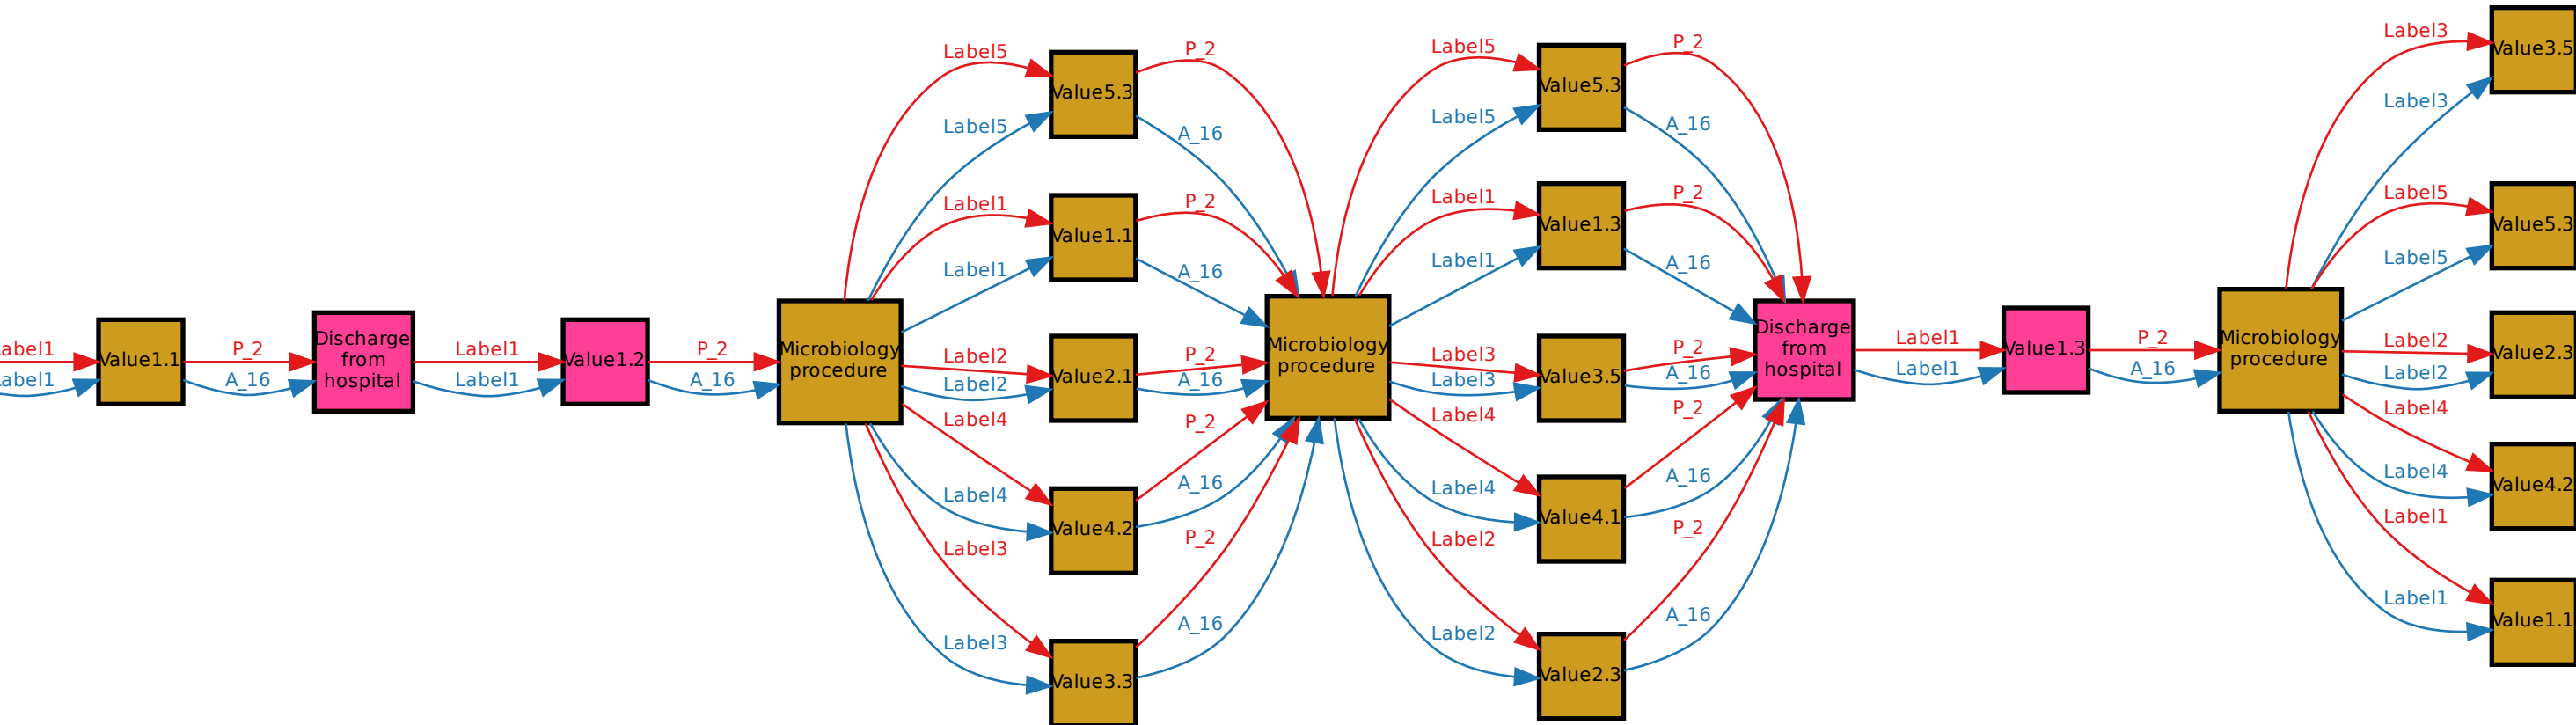 Label1
Label1
Value1.1
P_2
A_16
Discharge
from
hospital
Label1
Label1
Value1.2
P_2
A_16
Microbiology
procedure
Label5
Label5
Label1
Label1
Label2
Label2
Label4
Label4
Label3
Label3
Value5.3
Value1.1
Value2.1
Value4.2
Value3.3
P_2
A_16
P_2
A_16
P_2
A_16
P_2
A_16
P_2
A_16
Microbiology
procedure
Label5
Label5
Label1
Label1
Label3
Label3
Label4
Label4
Label2
Label2
Value5.3
Value1.3
Value3.5
Value4.1
Value2.3
P_2
A_16
P_2
A_16
P_2
A_16
P_2
A_16
P_2
A_16
Discharge
from
hospital
Label1
Label1
Value1.3
P_2
A_16
Microbiology
procedure
Label3
Label3
Label5
Label5
Label2
Label2
Label4
Label4
Label1
Label1
Value3.5
Value5.3
Value2.3
Value4.2
Value1.1